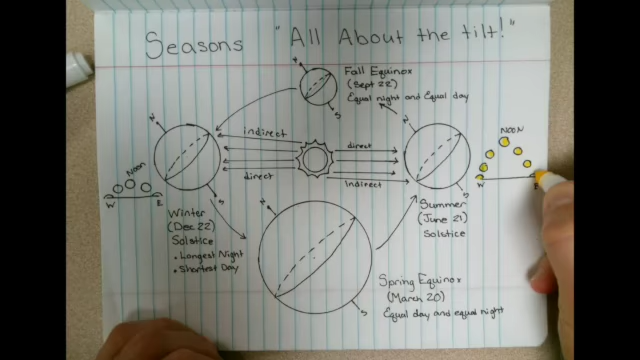 Seasons "All About the tilt!"
N
Fall Equinox
(Sept 22)
Equal night and Equal day
S
N
indirect
direct
N
NOON
Noon
direct
indirect
W
E
S
S
W
E
Winter
(Dec 22)
Solstice
• Longest Night
• Shortest Day
N
Summer
(June 21)
Solstice
Spring Equinox
(March 20)
S
Equal day and equal night